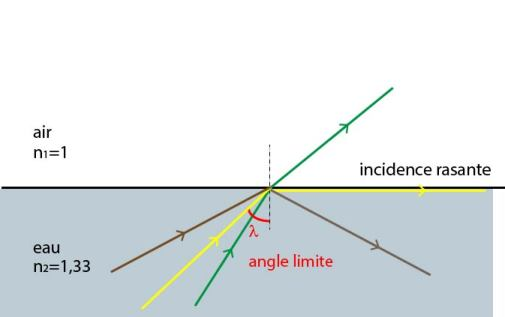 air
n1=1
incidence rasante
eau
n2=1,33
λ
angle limite